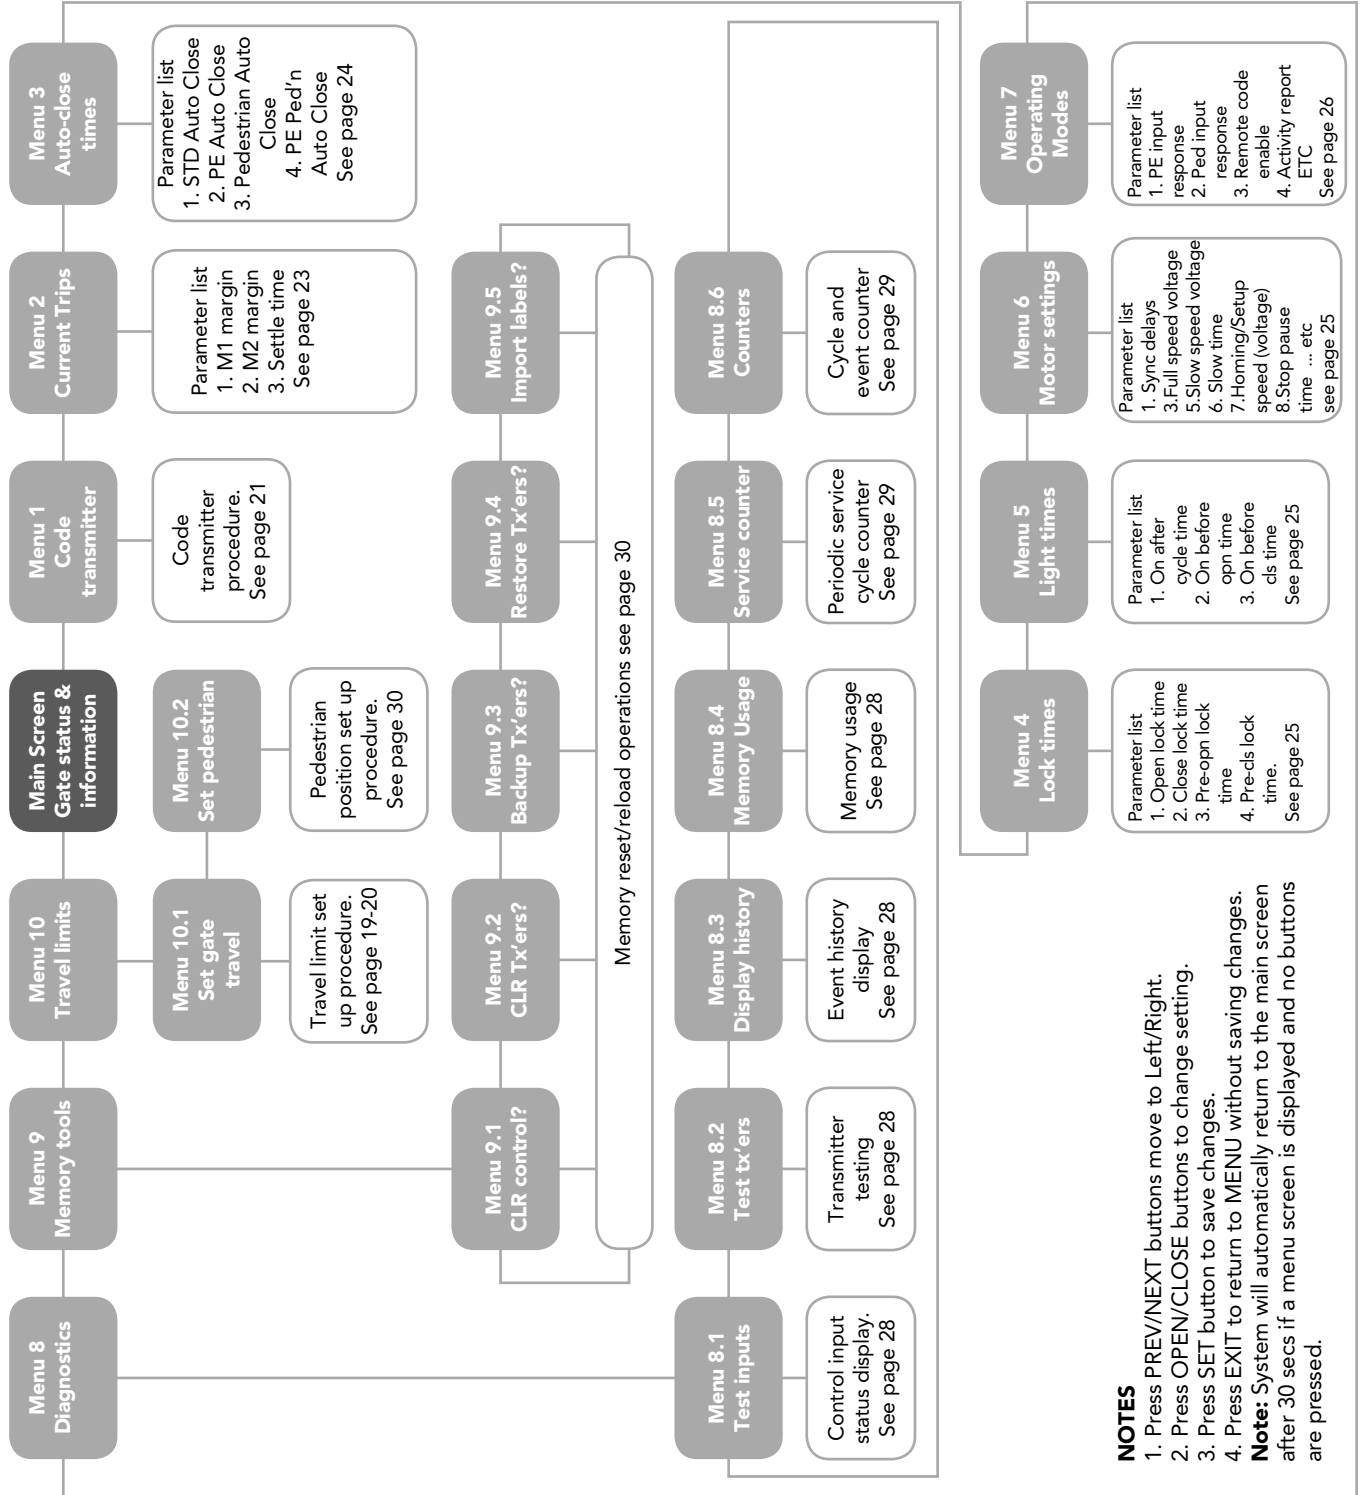 Menu 8
Diagnostics
Menu 9
Memory tools
Menu 10
Travel limits
Main Screen
Gate status &
information
Menu 1
Code
transmitter
Menu 2
Current Trips
Menu 3
Auto-close
times
Menu 10.1
Set gate
travel
Menu 10.2
Set pedestrian
Code
transmitter
procedure.
See page 21
Parameter list
1. M1 margin
2. M2 margin
3. Settle time
See page 23
Parameter list
1. STD Auto Close
2. PE Auto Close
3. Pedestrian Auto
Close
4. PE Ped'n
Auto Close
See page 24
Travel limit set
up procedure.
See page 19-20
Pedestrian
position set up
procedure.
See page 30
Menu 9.1
CLR control?
Menu 9.2
CLR Tx'ers?
Menu 9.3
Backup Tx'ers?
Menu 9.4
Restore Tx'ers?
Menu 9.5
Import labels?
Memory reset/reload operations see page 30
Menu 8.1
Test inputs
Menu 8.2
Test tx'ers
Menu 8.3
Display history
Menu 8.4
Memory Usage
Menu 8.5
Service counter
Menu 8.6
Counters
Control input
status display.
See page 28
Transmitter
testing
See page 28
Event history
display
See page 28
Memory usage
See page 28
Periodic service
cycle counter
See page 29
Cycle and
event counter
See page 29
Menu 4
Lock times
Menu 5
Light times
Menu 6
Motor settings
Menu 7
Operating
Modes
Parameter list
1. Open lock time
2. Close lock time
3. Pre-opn lock
time
4. Pre-cls lock
time.
See page 25
Parameter list
1. On after
cycle time
2. On before
opn time
3. On before
cls time
See page 25
Parameter list
1. Sync delays
3.Full speed voltage
5.Slow speed voltage
6. Slow time
7.Homing/Setup
speed (voltage)
8.Stop pause
time ... etc
see page 25
Parameter list
1. PE input
response
2. Ped input
response
3. Remote code
enable
4. Activity report
ETC
See page 26
NOTES
1. Press PREV/NEXT buttons move to Left/Right.
2. Press OPEN/CLOSE buttons to change setting.
3. Press SET button to save changes.
4. Press EXIT to return to MENU without saving changes.
Note: System will automatically return to the main screen
after 30 secs if a menu screen is displayed and no buttons
are pressed.